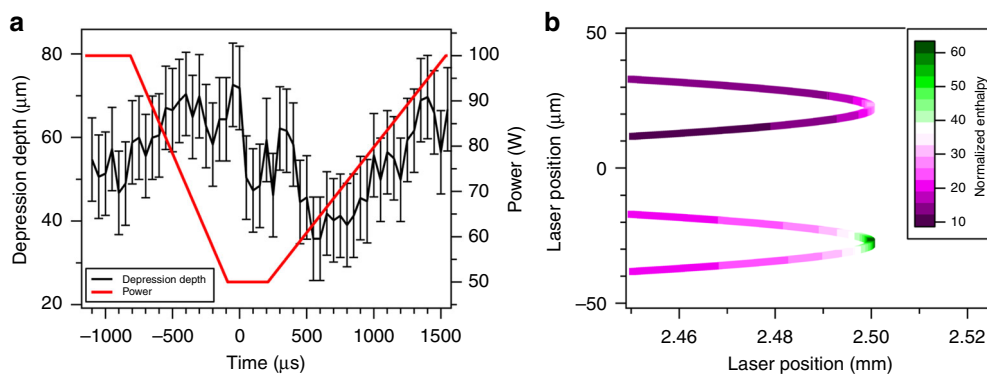 a
80
60
40
20
Depression depth (μm)
100
90
80
70
60
50
Power (W)
Depression depth
Power
−1000
−500
0
500
1000
1500
Time (μs)
b
50
0
−50
Laser position (μm)
60
50
40
30
20
10
Normalized enthalpy
2.46
2.48
2.50
2.52
Laser position (mm)